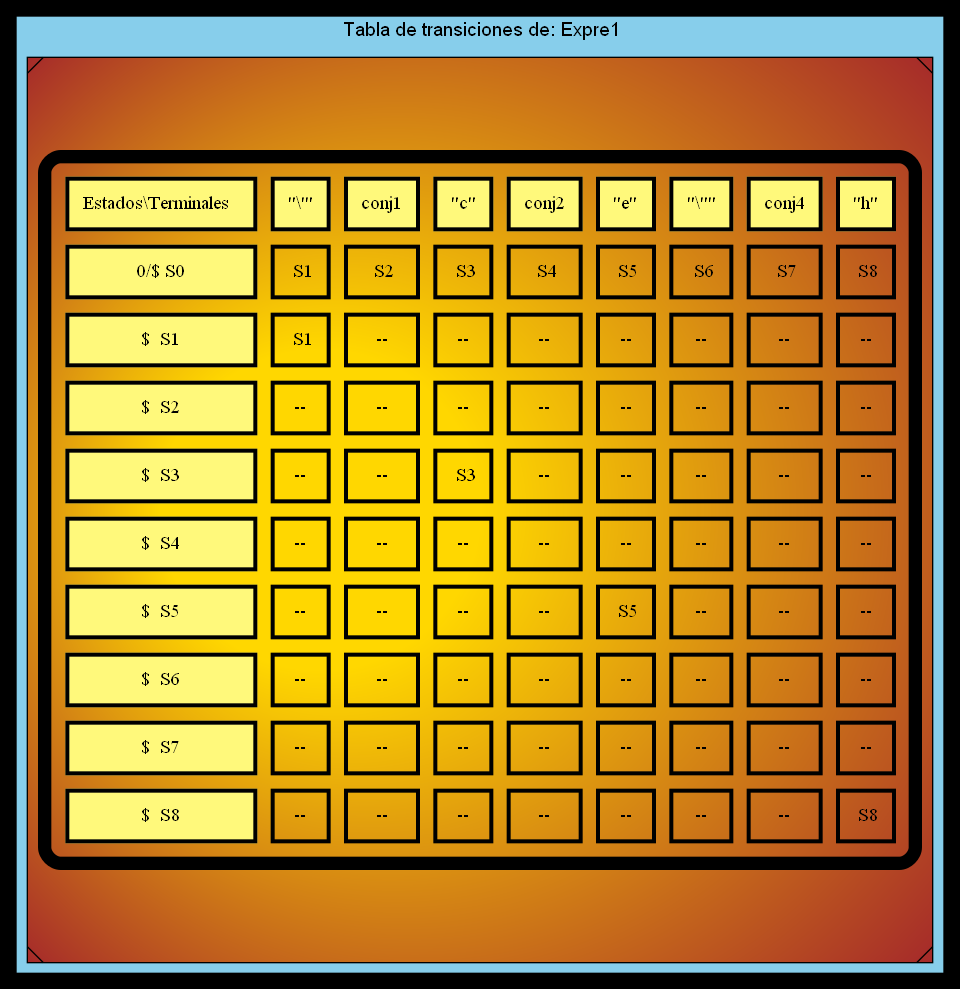 Tabla de transiciones de: Expre1
Estados\Terminales "\'" conj1 "c" conj2 "e" "\"" conj4 "h"
0/$ S0 S1 S2 S3 S4 S5 S6 S7 S8
$ S1 S1 -- -- -- -- -- -- --
$ S2 -- -- -- -- -- -- -- --
$ S3 -- -- S3 -- -- -- -- --
$ S4 -- -- -- -- -- -- -- --
$ S5 -- -- -- -- S5 -- -- --
$ S6 -- -- -- -- -- -- -- --
$ S7 -- -- -- -- -- -- -- --
$ S8 -- -- -- -- -- -- -- S8